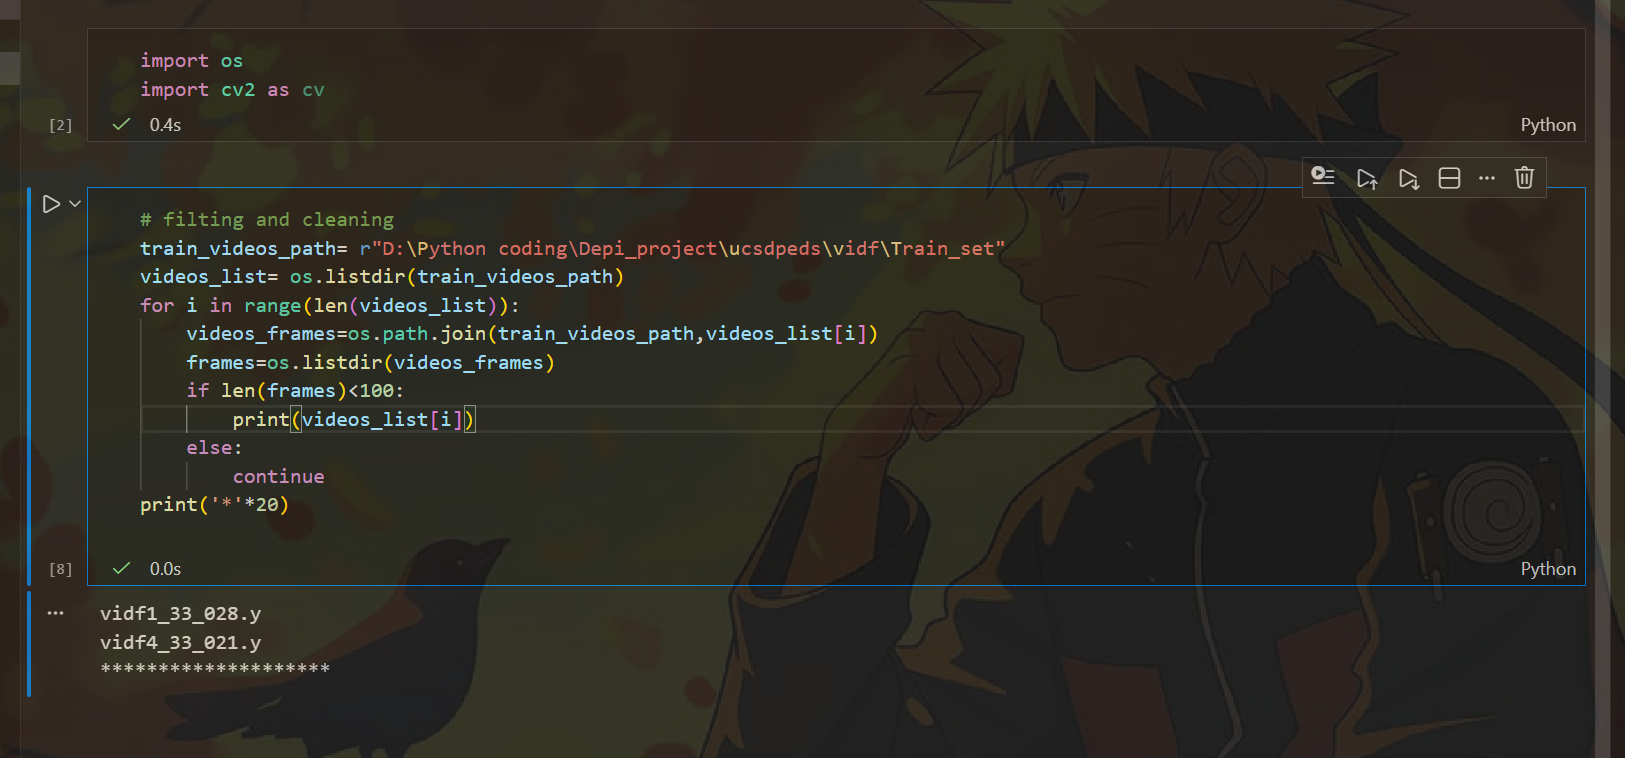 import os
import cv2 as cv
[2]
0.4s
Python
# filting and cleaning
train_videos_path= r"D:\Python coding\Depi_project\ucsdpeds\vidf\Train_set"
videos_list= os.listdir(train_videos_path)
for i in range(len(videos_list)):
    videos_frames=os.path.join(train_videos_path,videos_list[i])
    frames=os.listdir(videos_frames)
    if len(frames)<100:
        print(videos_list[i])
    else:
        continue
print('*'*20)
[8]
0.0s
Python
vidf1_33_028.y
vidf4_33_021.y
********************